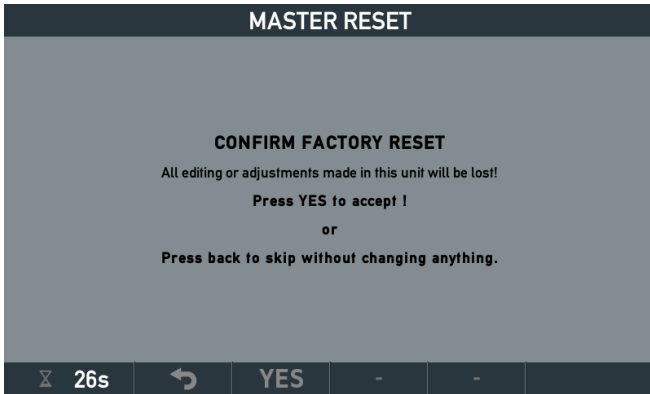 MASTER RESET
CONFIRM FACTORY RESET
All editing or adjustments made in this unit will be lost!
Press YES to accept !
or
Press back to skip without changing anything.
26s YES - -